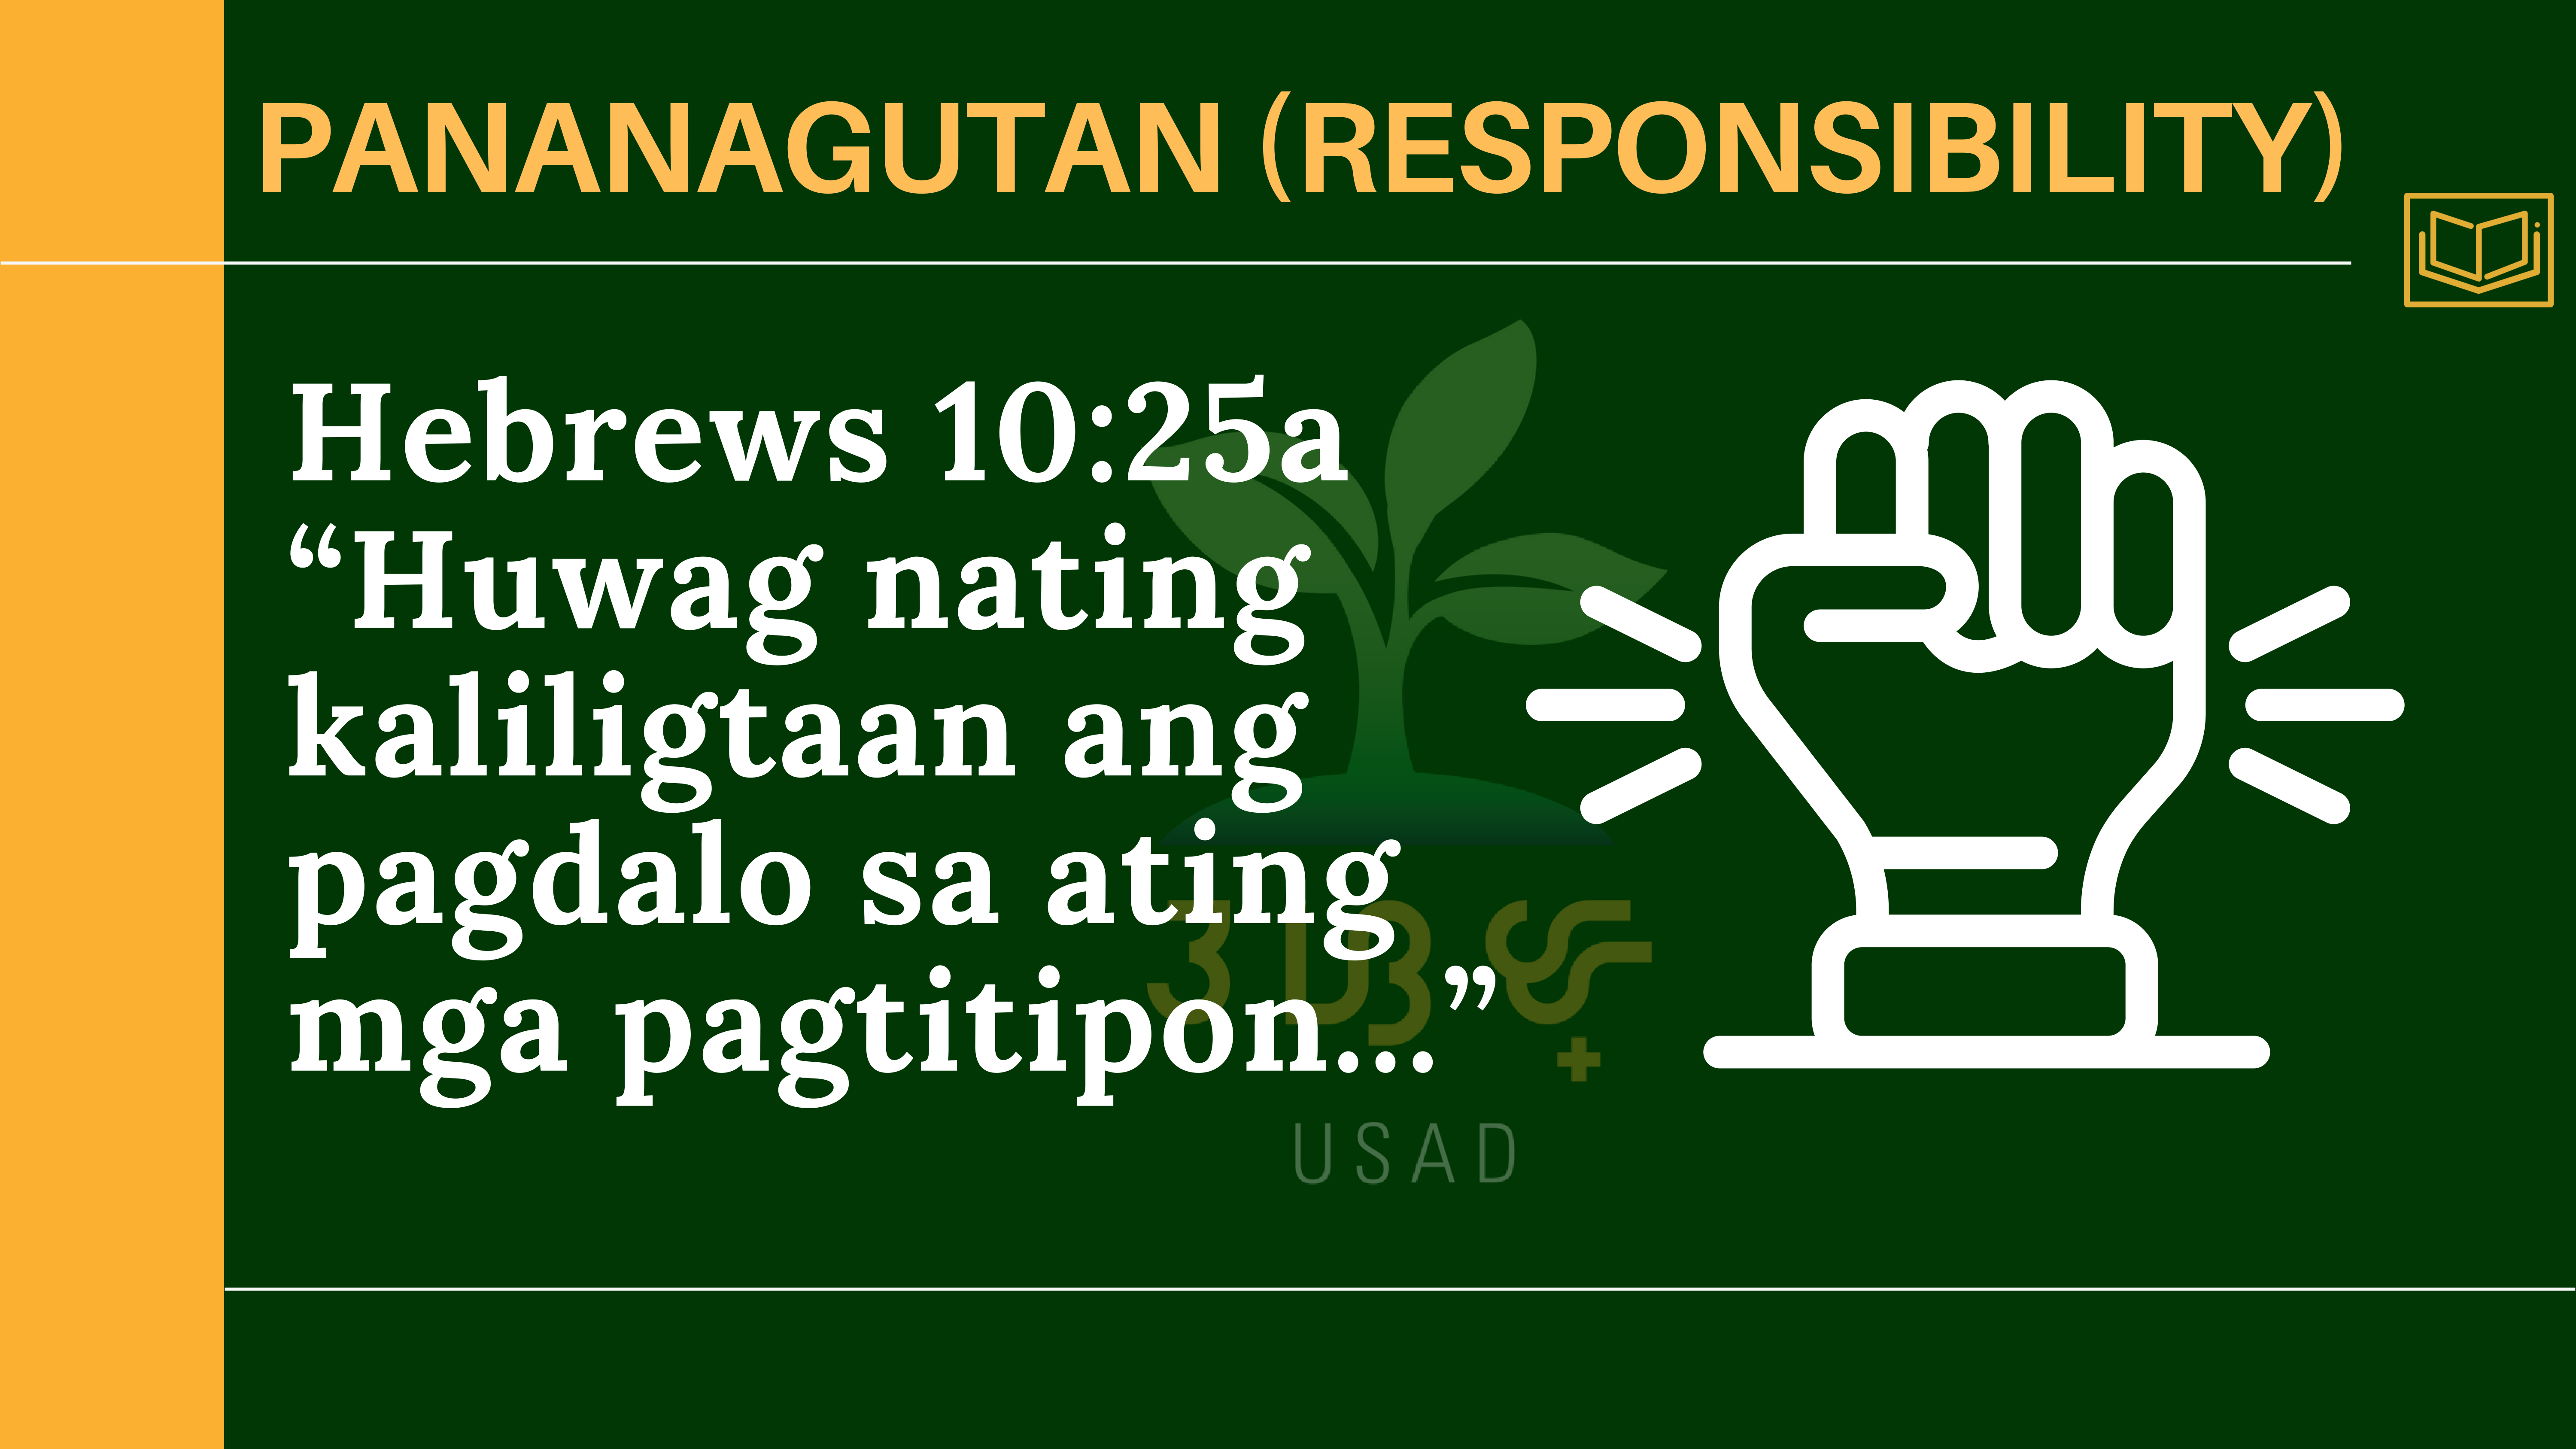 PANANAGUTAN (RESPONSIBILITY)
Hebrews 10:25a
“Huwag nating
kaliligtaan ang
pagdalo sa ating
mga pagtitipon...”
USAD